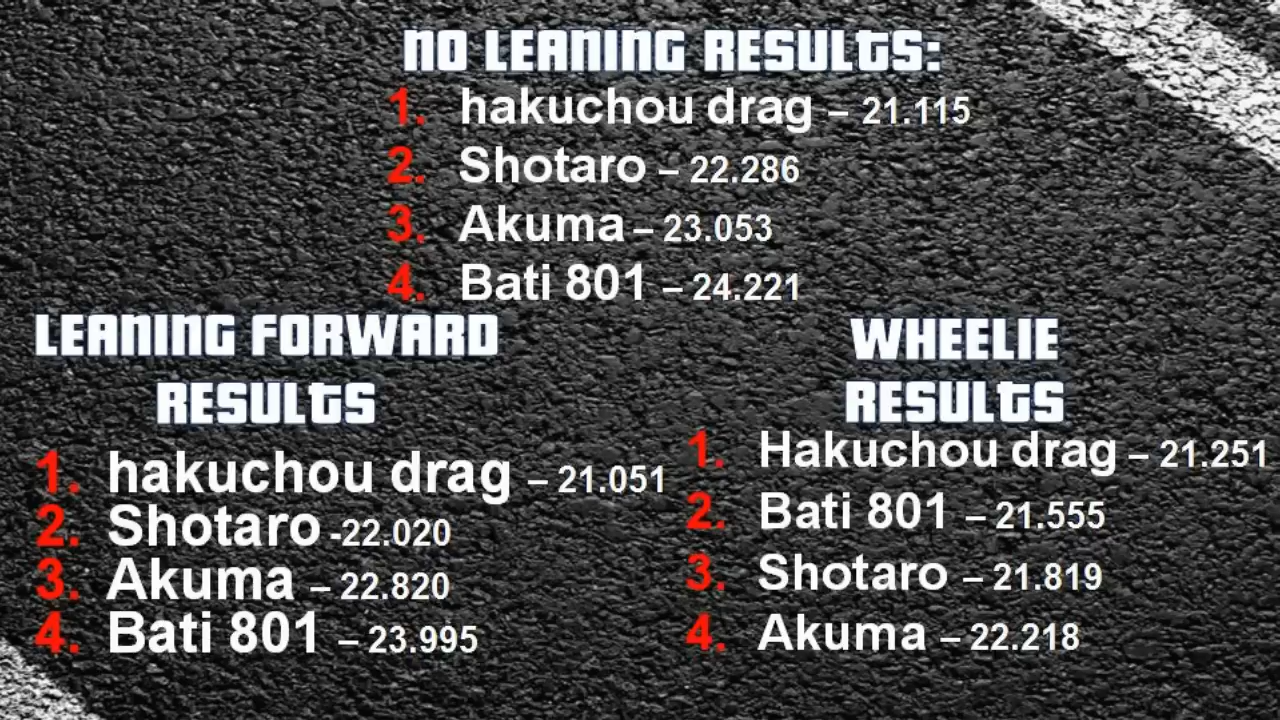 NO LEANING RESULTS:
1. hakuchou drag – 21.115
2. Shotaro – 22.286
3. Akuma – 23.053
4. Bati 801 – 24.221
LEANING FORWARD
RESULTS
1. hakuchou drag – 21.051
2. Shotaro -22.020
3. Akuma – 22.820
4. Bati 801 – 23.995
WHEELIE
RESULTS
1. Hakuchou drag – 21.251
2. Bati 801 – 21.555
3. Shotaro – 21.819
4. Akuma – 22.218